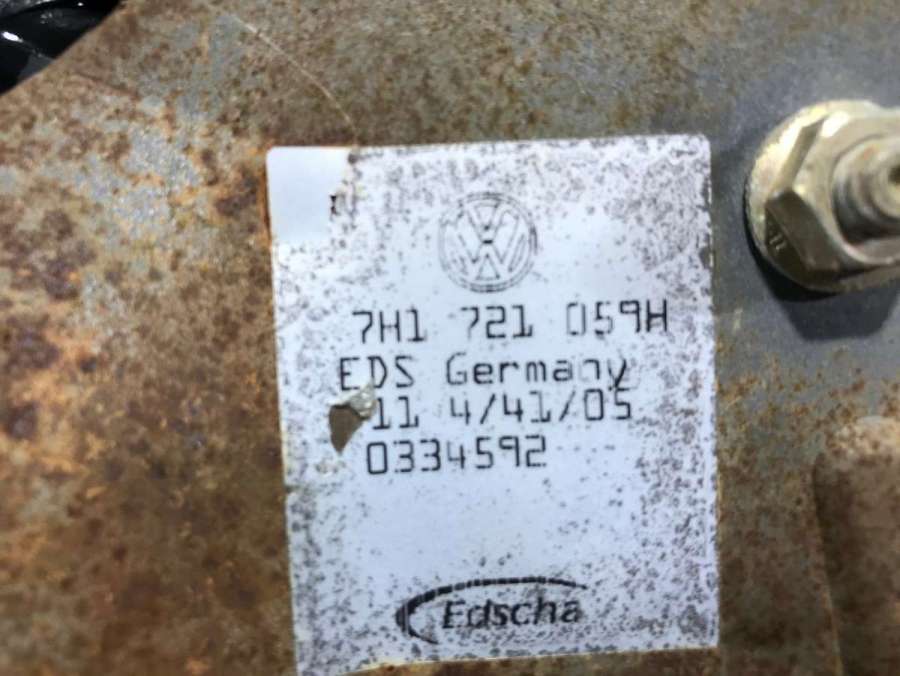 7H1 721 059H
EDS Germany
11 4/41/05
0334592
Edscha